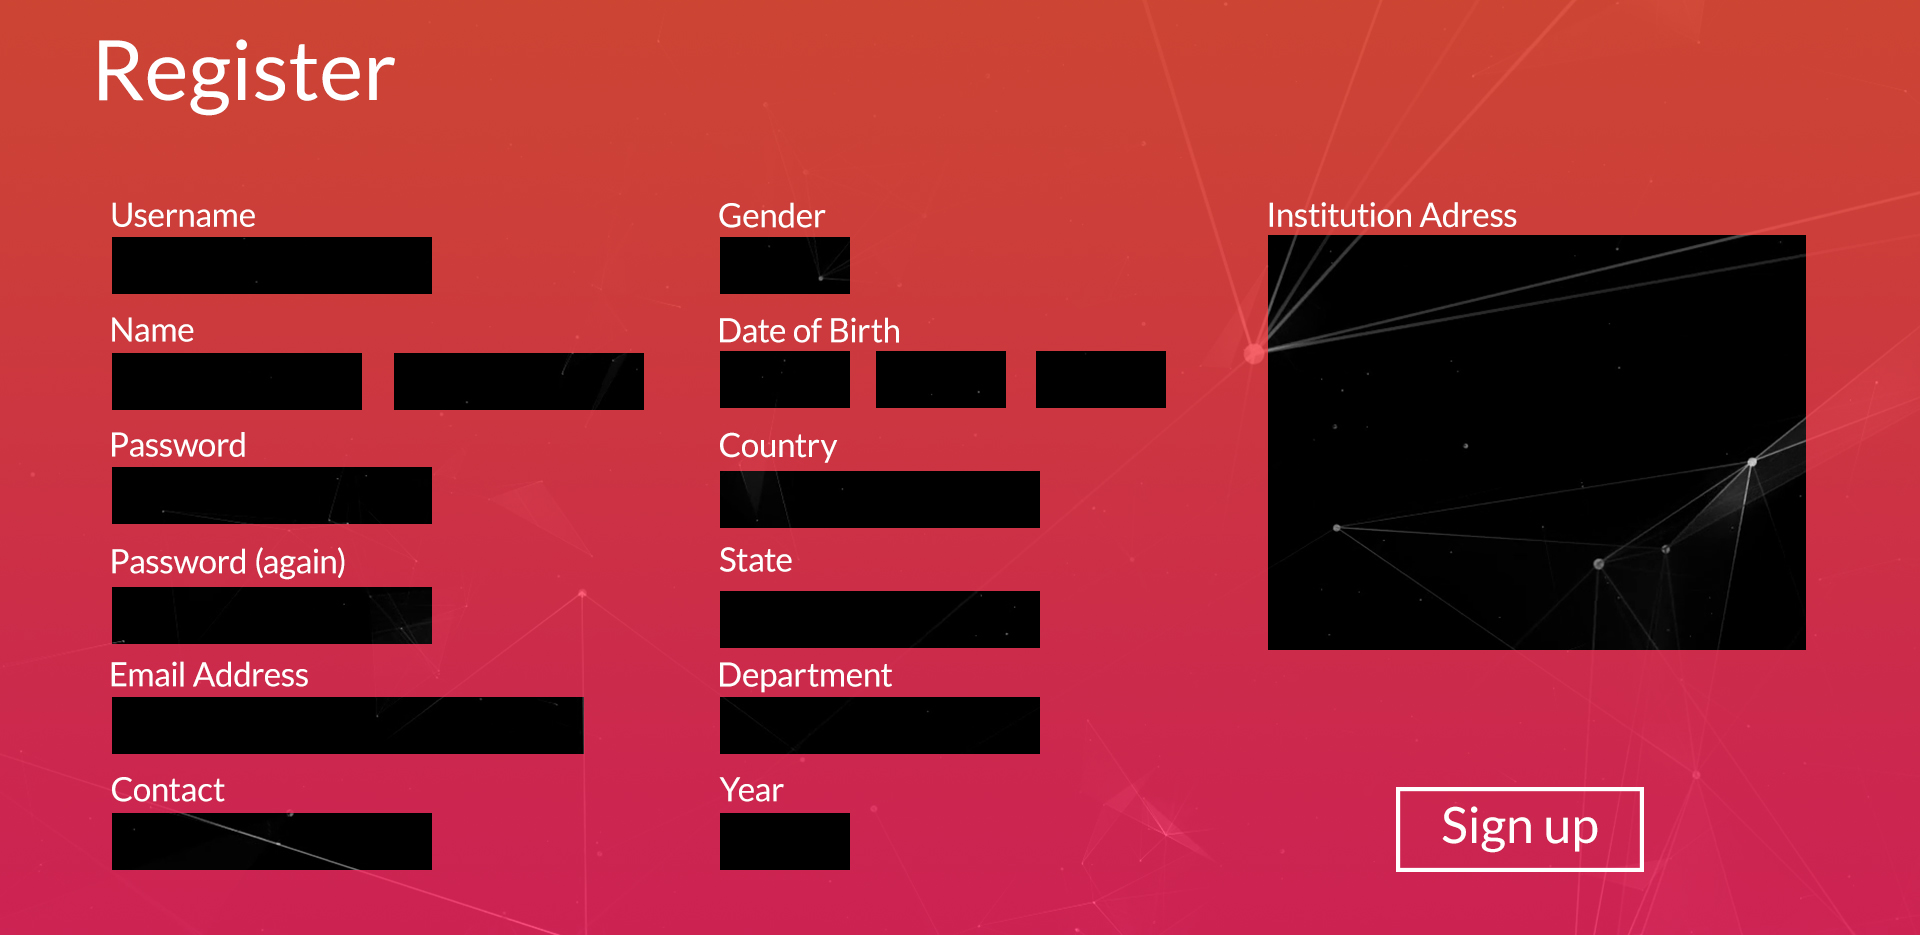 Register
Username
Name
Password
Password (again)
Email Address
Contact
Gender
Date of Birth
Country
State
Department
Year
Institution Adress
Sign up